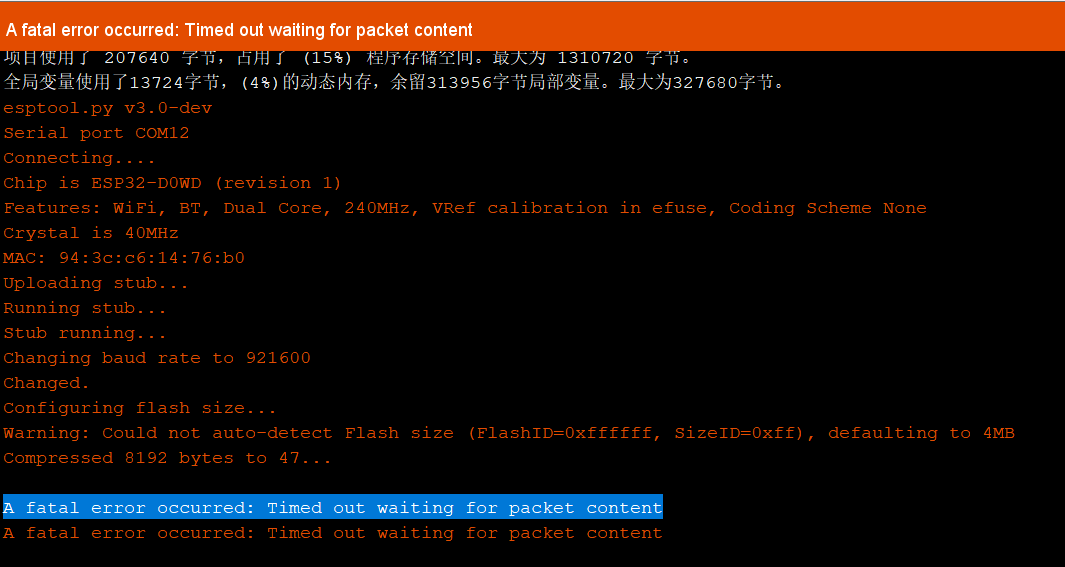 A fatal error occurred: Timed out waiting for packet content
项目使用了 207640 字节，占用了 (15%) 程序存储空间。最大为 1310720 字节。
全局变量使用了13724字节，(4%)的动态内存，余留313956字节局部变量。最大为327680字节。
esptool.py v3.0-dev
Serial port COM12
Connecting....
Chip is ESP32-D0WD (revision 1)
Features: WiFi, BT, Dual Core, 240MHz, VRef calibration in efuse, Coding Scheme None
Crystal is 40MHz
MAC: 94:3c:c6:14:76:b0
Uploading stub...
Running stub...
Stub running...
Changing baud rate to 921600
Changed.
Configuring flash size...
Warning: Could not auto-detect Flash size (FlashID=0xffffff, SizeID=0xff), defaulting to 4MB
Compressed 8192 bytes to 47...
A fatal error occurred: Timed out waiting for packet content
A fatal error occurred: Timed out waiting for packet content